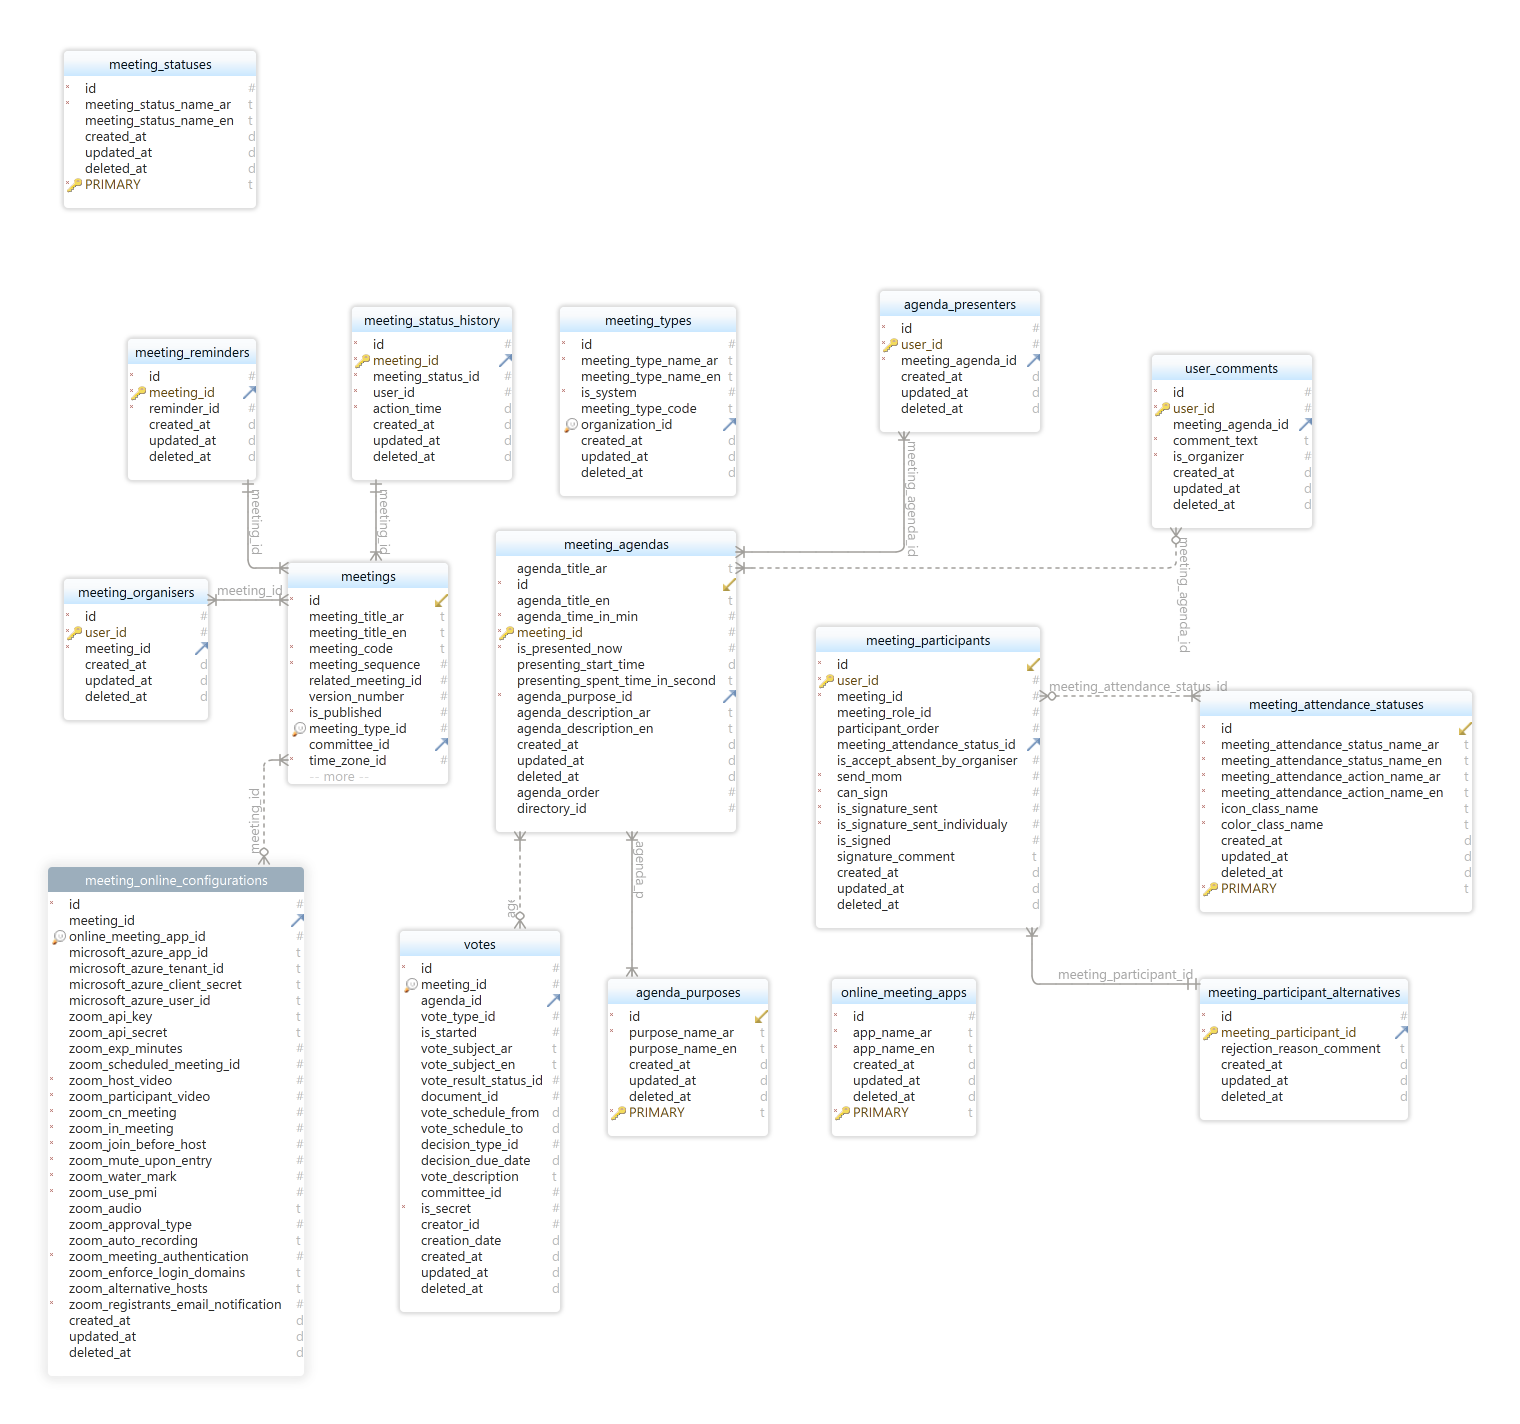 meeting_statuses
id #
meeting_status_name_ar t
meeting_status_name_en t
created_at d
updated_at d
deleted_at d
PRIMARY t
meeting_reminders
id #
meeting_id
reminder_id #
created_at d
updated_at d
deleted_at d
meeting_id
meeting_status_history
id #
meeting_id
meeting_status_id #
user_id #
action_time d
created_at d
updated_at d
deleted_at d
meeting_id
meeting_types
id #
meeting_type_name_ar t
meeting_type_name_en t
is_system #
meeting_type_code t
organization_id
created_at d
updated_at d
deleted_at d
agenda_presenters
id #
user_id #
meeting_agenda_id
created_at d
updated_at d
deleted_at d
meeting_agenda_id
user_comments
id #
user_id #
meeting_agenda_id
comment_text t
is_organizer #
created_at d
updated_at d
deleted_at d
meeting_agenda_id
meeting_organisers
id #
user_id #
meeting_id
created_at d
updated_at d
deleted_at d
meeting_id
meetings
id
meeting_title_ar t
meeting_title_en t
meeting_code t
meeting_sequence #
related_meeting_id #
version_number #
is_published #
meeting_type_id #
committee_id
time_zone_id #
-- more --
meeting_id
meeting_agendas
agenda_title_ar t
id
agenda_title_en t
agenda_time_in_min #
meeting_id #
is_presented_now #
presenting_start_time d
presenting_spent_time_in_second t
agenda_purpose_id
agenda_description_ar t
agenda_description_en t
created_at d
updated_at d
deleted_at d
agenda_order #
directory_id #
age
agenda_p
meeting_participants
id
user_id #
meeting_id #
meeting_role_id #
participant_order #
meeting_attendance_status_id
is_accept_absent_by_organiser #
send_mom #
can_sign #
is_signature_sent #
is_signature_sent_individualy #
is_signed #
signature_comment t
created_at d
updated_at d
deleted_at d
meeting_attendance_status_id
meeting_attendance_statuses
id
meeting_attendance_status_name_ar t
meeting_attendance_status_name_en t
meeting_attendance_action_name_ar t
meeting_attendance_action_name_en t
icon_class_name t
color_class_name t
created_at d
updated_at d
deleted_at d
PRIMARY t
meeting_online_configurations
id #
meeting_id
online_meeting_app_id #
microsoft_azure_app_id t
microsoft_azure_tenant_id t
microsoft_azure_client_secret t
microsoft_azure_user_id t
zoom_api_key t
zoom_api_secret t
zoom_exp_minutes #
zoom_scheduled_meeting_id #
zoom_host_video #
zoom_participant_video #
zoom_cn_meeting #
zoom_in_meeting #
zoom_join_before_host #
zoom_mute_upon_entry #
zoom_water_mark #
zoom_use_pmi #
zoom_audio t
zoom_approval_type #
zoom_auto_recording t
zoom_meeting_authentication #
zoom_enforce_login_domains t
zoom_alternative_hosts t
zoom_registrants_email_notification #
created_at d
updated_at d
deleted_at d
votes
id #
meeting_id #
agenda_id
vote_type_id #
is_started #
vote_subject_ar t
vote_subject_en t
vote_result_status_id #
document_id #
vote_schedule_from d
vote_schedule_to d
decision_type_id #
decision_due_date d
vote_description t
committee_id #
is_secret #
creator_id #
creation_date d
created_at d
updated_at d
deleted_at d
agenda_purposes
id
purpose_name_ar t
purpose_name_en t
created_at d
updated_at d
deleted_at d
PRIMARY t
online_meeting_apps
id #
app_name_ar t
app_name_en t
created_at d
updated_at d
deleted_at d
PRIMARY t
meeting_participant_id
meeting_participant_alternatives
id #
meeting_participant_id
rejection_reason_comment t
created_at d
updated_at d
deleted_at d